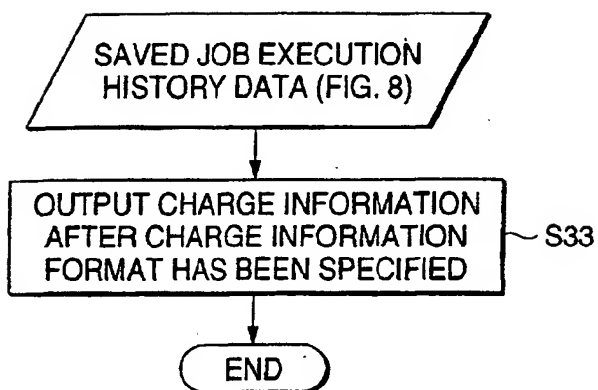 SAVED JOB EXECUTION
HISTORY DATA (FIG. 8)
OUTPUT CHARGE INFORMATION
AFTER CHARGE INFORMATION
FORMAT HAS BEEN SPECIFIED
S33
END